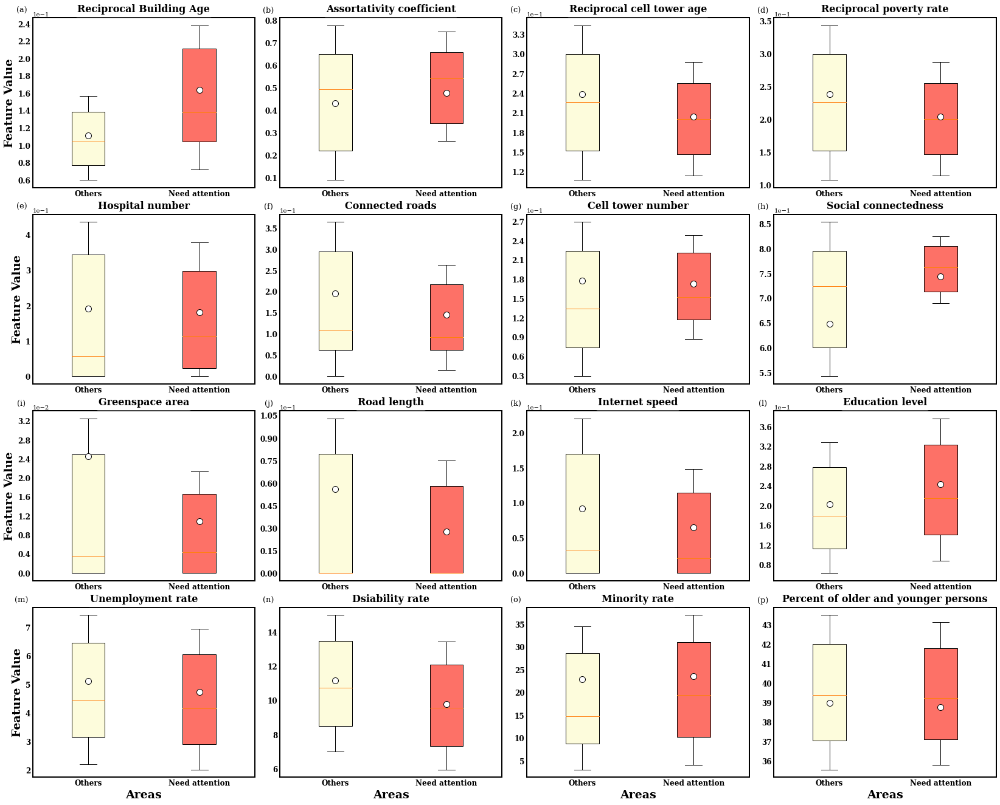 (a) Reciprocal Building Age (b) Assortativity coefficient (c) Reciprocal cell tower age (d) Reciprocal poverty rate
1e−1 1e−1 1e−1
Feature Value
2.4 2.2 2.0 1.8 1.6 1.4 1.2 1.0 0.8 0.6
0.8 0.7 0.6 0.5 0.4 0.3 0.2 0.1
3.3 3.0 2.7 2.4 2.1 1.8 1.5 1.2
3.5 3.0 2.5 2.0 1.5 1.0
Others Need attention Others Need attention Others Need attention Others Need attention
(e) Hospital number (f) Connected roads (g) Cell tower number (h) Social connectedness
1e−1 1e−1 1e−1 1e−1
Feature Value
4 3 2 1 0
3.5 3.0 2.5 2.0 1.5 1.0 0.5 0.0
2.7 2.4 2.1 1.8 1.5 1.2 0.9 0.6 0.3
8.5 8.0 7.5 7.0 6.5 6.0 5.5
Others Need attention Others Need attention Others Need attention Others Need attention
(i) Greenspace area (j) Road length (k) Internet speed (l) Education level
1e−2 1e−1 1e−1 1e−1
Feature Value
3.2 2.8 2.4 2.0 1.6 1.2 0.8 0.4 0.0
1.05 0.90 0.75 0.60 0.45 0.30 0.15 0.00
2.0 1.5 1.0 0.5 0.0
3.6 3.2 2.8 2.4 2.0 1.6 1.2 0.8
Others Need attention Others Need attention Others Need attention Others Need attention
(m) Unemployment rate (n) Dsiability rate (o) Minority rate (p) Percent of older and younger persons
Feature Value
7 6 5 4 3 2
14 12 10 8 6
35 30 25 20 15 10 5
43 42 41 40 39 38 37 36
Others Need attention Others Need attention Others Need attention Others Need attention
Areas Areas Areas Areas